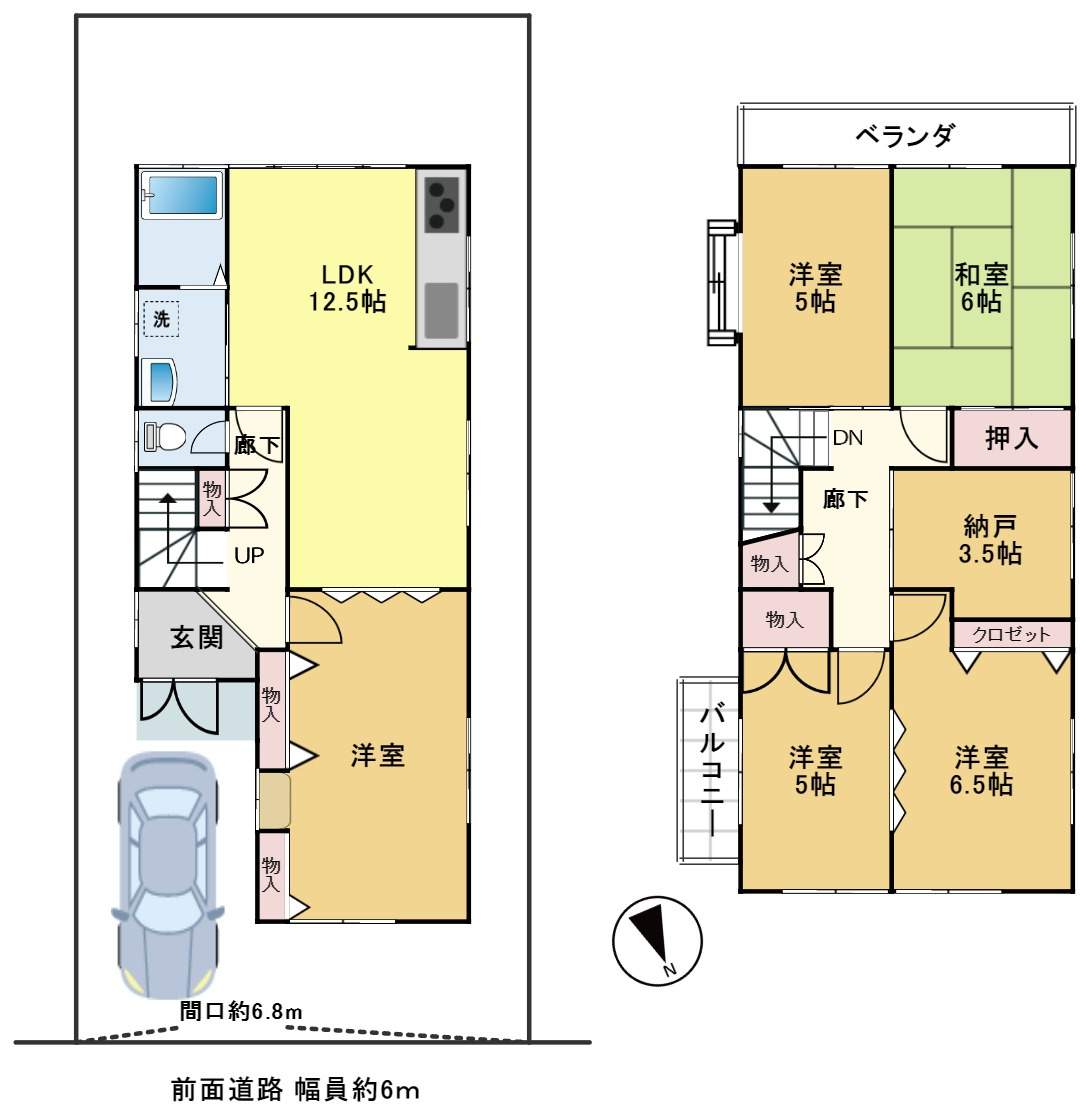 LDK
12.5帖
洗
廊下
物入
UP
玄関
物入
洋室
物入
間口約6.8m
前面道路 幅員約6m
ベランダ
洋室
5帖
和室
6帖
DN
押入
廊下
納戸
3.5帖
物入
物入
クロゼット
バルコニー
洋室
5帖
洋室
6.5帖
N